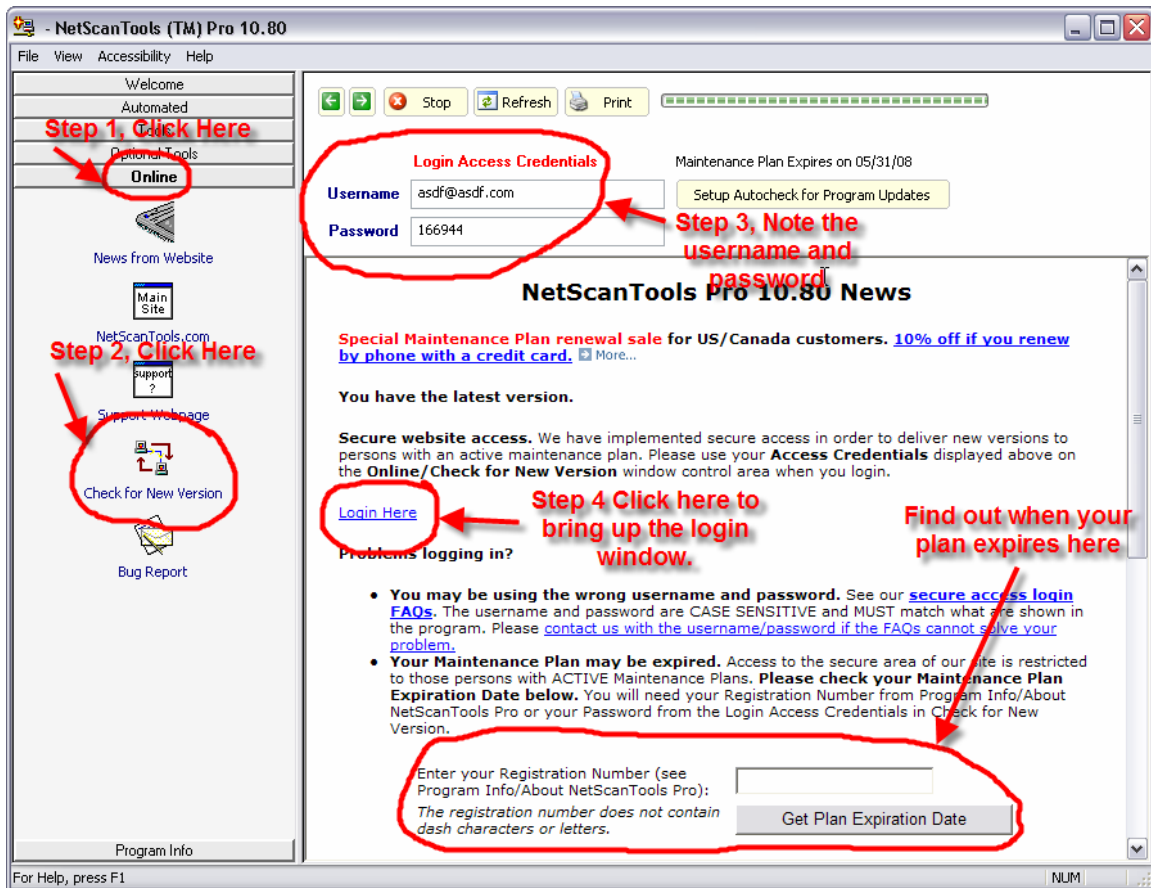 - NetScanTools (TM) Pro 10.80
File View Accessibility Help
Welcome
Automated
Tools
Optional Tools
Online
News from Website
Main
Site
NetScanTools.com
support
?
Support Webpage
Check for New Version
Bug Report
Program Info
Step 1, Click Here
Step 2, Click Here
Stop Refresh Print
Login Access Credentials
Maintenance Plan Expires on 05/31/08
Username asdf@asdf.com
Setup Autocheck for Program Updates
Password 166944
Step 3, Note the
username and
password
NetScanTools Pro 10.80 News
Special Maintenance Plan renewal sale for US/Canada customers. 10% off if you renew
by phone with a credit card. More...
You have the latest version.
Secure website access. We have implemented secure access in order to deliver new versions to
persons with an active maintenance plan. Please use your Access Credentials displayed above on
the Online/Check for New Version window control area when you login.
Login Here
Step 4 Click here to
bring up the login
window.
Find out when your
plan expires here
Problems logging in?
• You may be using the wrong username and password. See our secure access login
FAQs. The username and password are CASE SENSITIVE and MUST match what are shown in
the program. Please contact us with the username/password if the FAQs cannot solve your
problem.
• Your Maintenance Plan may be expired. Access to the secure area of our site is restricted
to those persons with ACTIVE Maintenance Plans. Please check your Maintenance Plan
Expiration Date below. You will need your Registration Number from Program Info/About
NetScanTools Pro or your Password from the Login Access Credentials in Check for New
Version.
Enter your Registration Number (see
Program Info/About NetScanTools Pro):
The registration number does not contain
dash characters or letters.
Get Plan Expiration Date
For Help, press F1
NUM